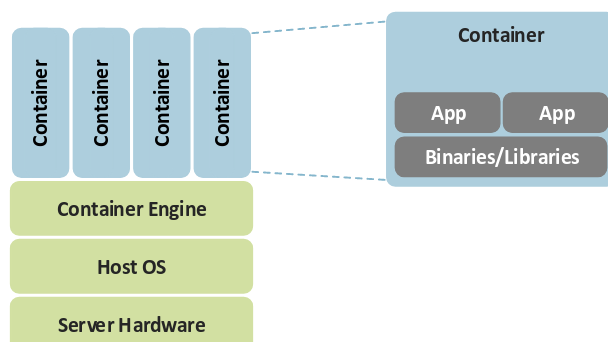 Container
Container
Container
Container
Container
App
App
Binaries/Libraries
Container Engine
Host OS
Server Hardware